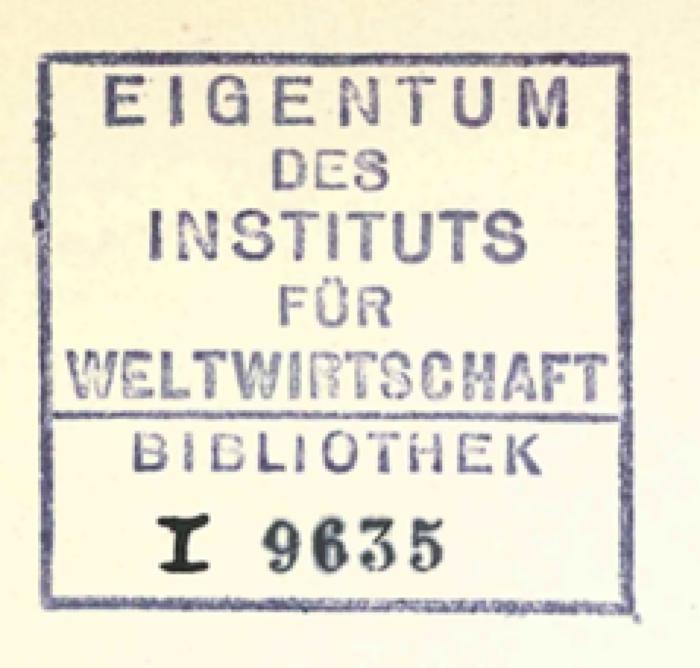 EIGENTUM
DES
INSTITUTS
FÜR
WELTWIRTSCHAFT
BIBLIOTHEK
I 9635